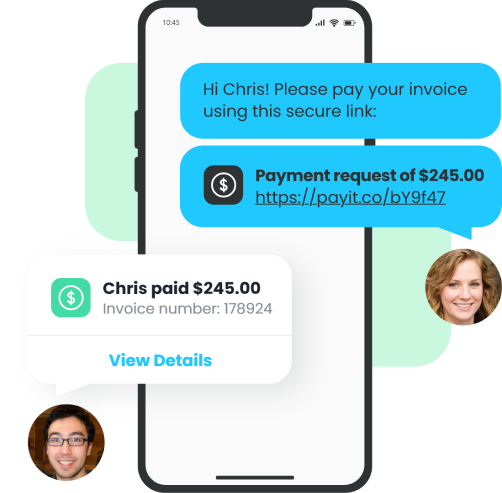 10:45
Hi Chris! Please pay your invoice
using this secure link:
$
Payment request of $245.00
https://payit.co/bY9f47
$
Chris paid $245.00
Invoice number: 178924
View Details